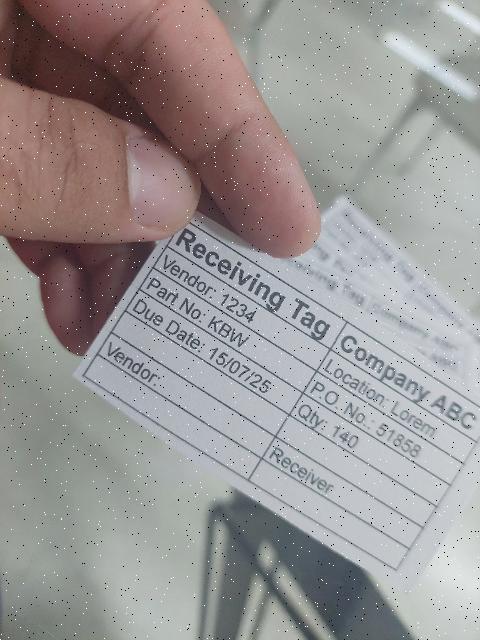 Receiving Tag Company ABC
Vendor: 1234 Location: Lorem
Part No: KBW P.O. No.: 51858
Due Date: 15/07/25 Qty: 140
Vendor: Receiver